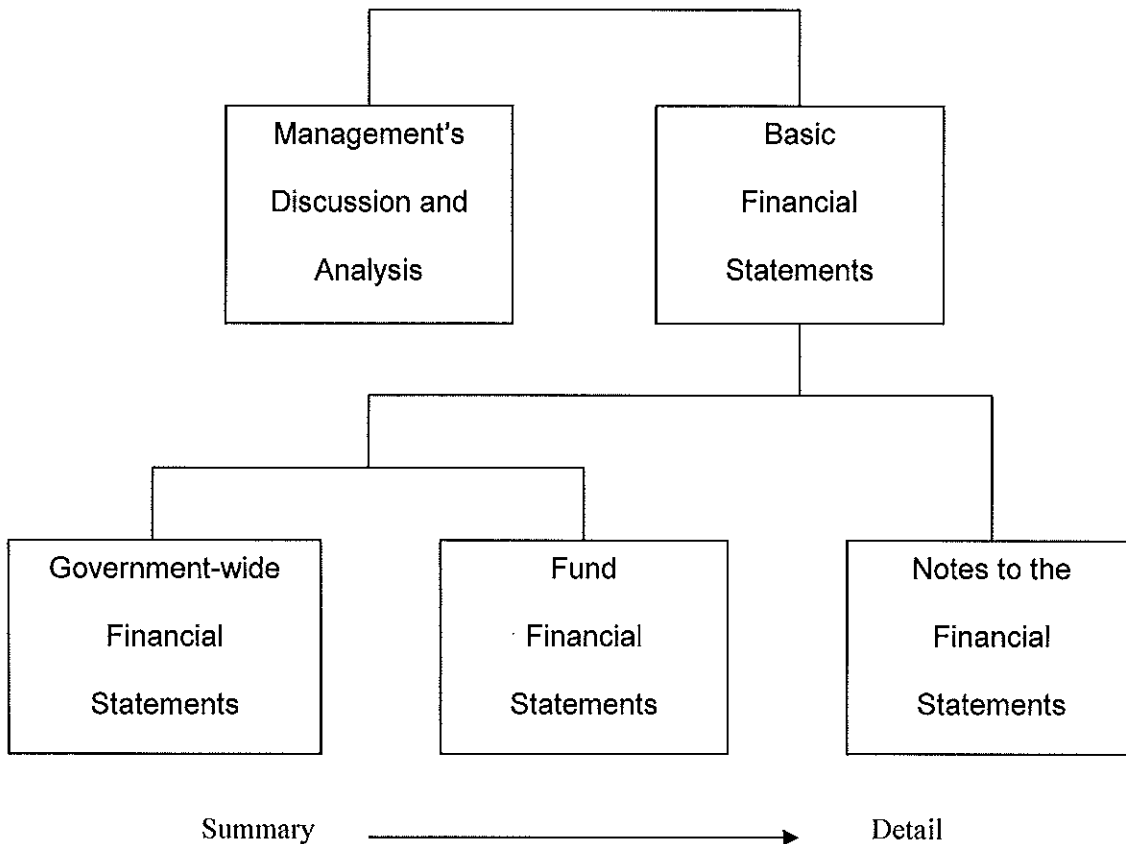 Management's
Discussion and
Analysis
Basic
Financial
Statements
Government-wide
Financial
Statements
Fund
Financial
Statements
Notes to the
Financial
Statements
Summary
Detail